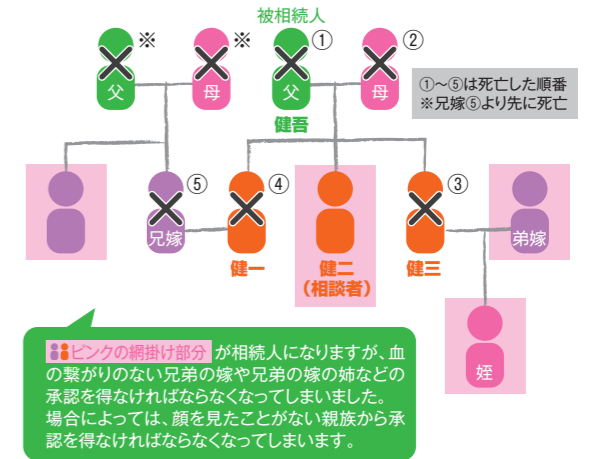 被相続人
※
※
①
②
父
母
父
母
健吾
①～⑤は死亡した順番
※兄嫁⑤より先に死亡
⑤
④
③
兄嫁
弟嫁
健一
健二
(相談者)
健三
姪
ピンクの網掛け部分 が相続人になりますが、血
の繋がりのない兄弟の嫁や兄弟の嫁の姉などの
承認を得なければならなくなってしまいました。
場合によっては、顔を見たことがない親族から承
認を得なければならなくなってしまいます。